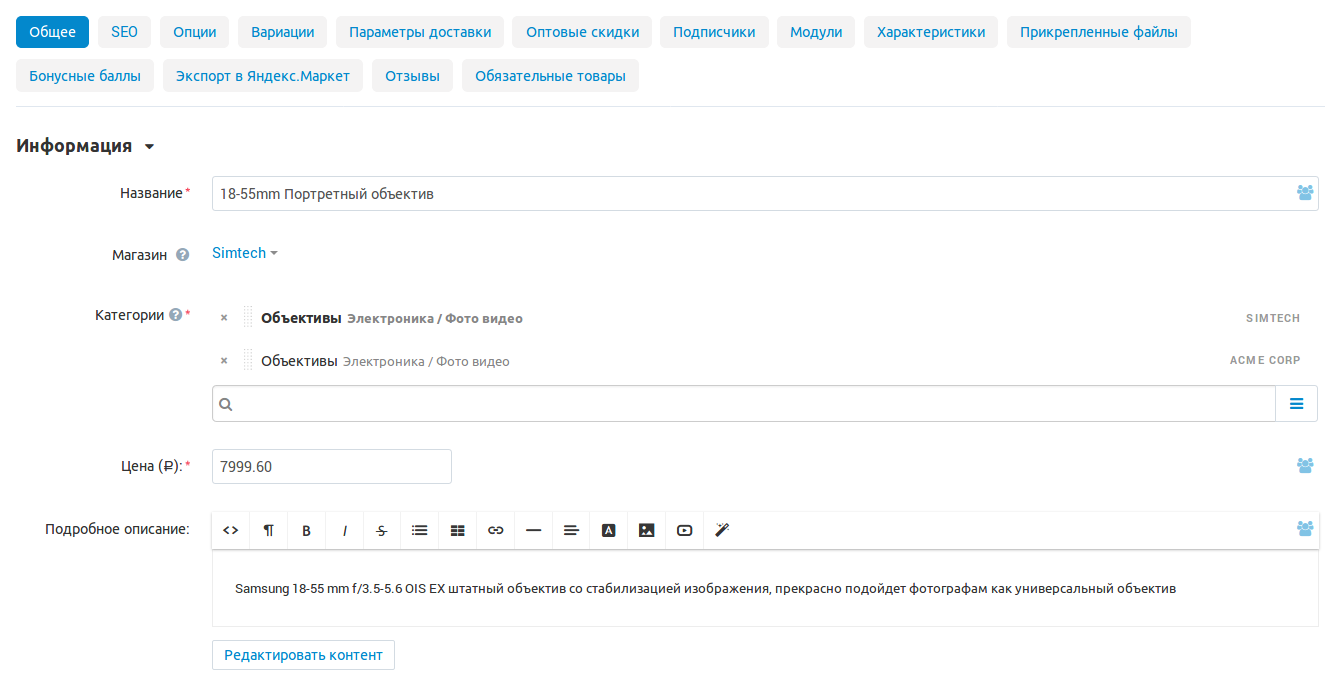 Общее SEO Опции Вариации Параметры доставки Оптовые скидки Подписчики Модули Характеристики Прикрепленные файлы
Бонусные баллы Экспорт в Яндекс.Маркет Отзывы Обязательные товары
Информация
Название* 18-55mm Портретный объектив
Магазин ? Simtech
Категории ?* × Объективы Электроника / Фото видео SIMTECH
× Объективы Электроника / Фото видео ACME CORP
Цена (₽):* 7999.60
Подробное описание: <> ¶ B I S A
Samsung 18-55 mm f/3.5-5.6 OIS EX штатный объектив со стабилизацией изображения, прекрасно подойдет фотографам как универсальный объектив
Редактировать контент